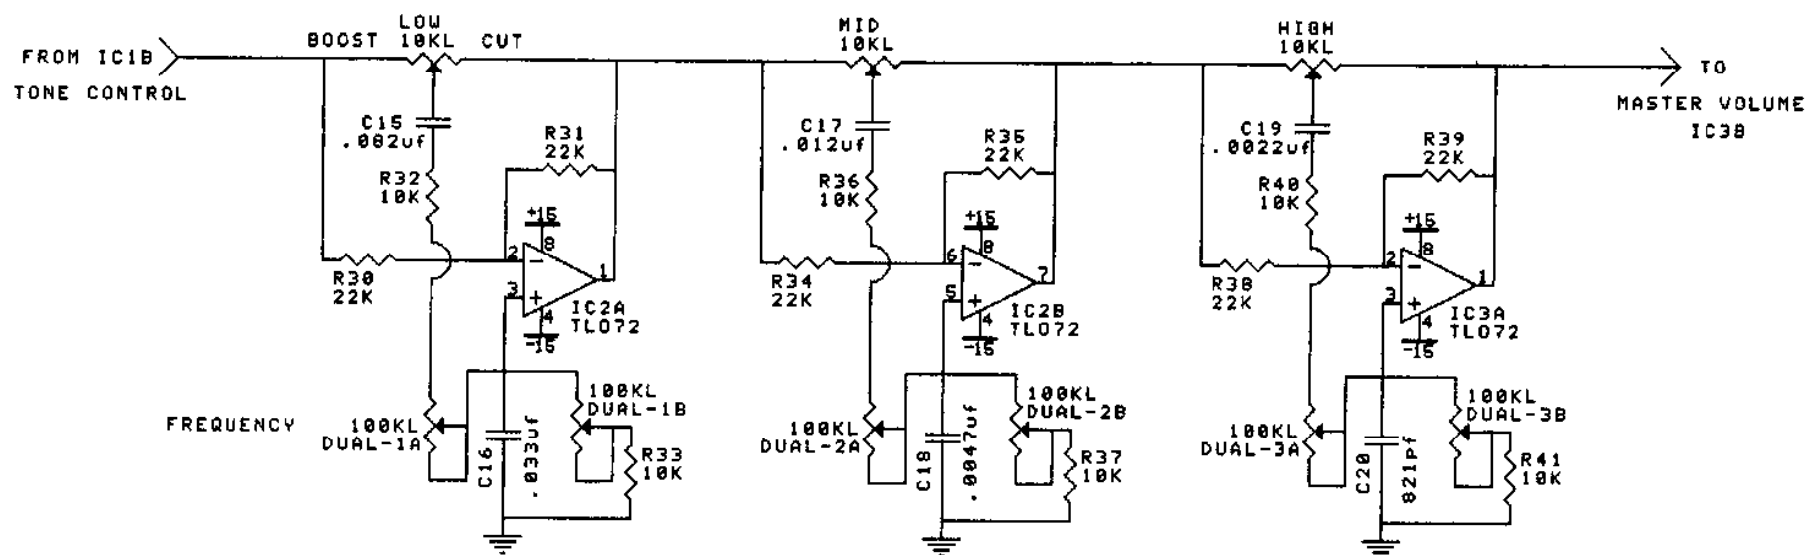 FROM IC1B
TONE CONTROL
BOOST
LOW
10KL
CUT
C15
.082uf
R32
10K
R31
22K
+15
8
2
3
1
4
-15
R30
22K
IC2A
TL072
FREQUENCY
100KL
DUAL-1A
C16
.033uf
100KL
DUAL-1B
R33
10K
MID
10KL
C17
.012uf
R36
10K
R35
22K
+15
8
6
5
7
4
-15
R34
22K
IC2B
TL072
100KL
DUAL-2A
C18
.0047uf
100KL
DUAL-2B
R37
10K
HIGH
10KL
C19
.0022uf
R40
10K
R39
22K
+15
8
2
3
1
4
-15
R38
22K
IC3A
TL072
100KL
DUAL-3A
C20
821pf
100KL
DUAL-3B
R41
10K
TO
MASTER VOLUME
IC3B